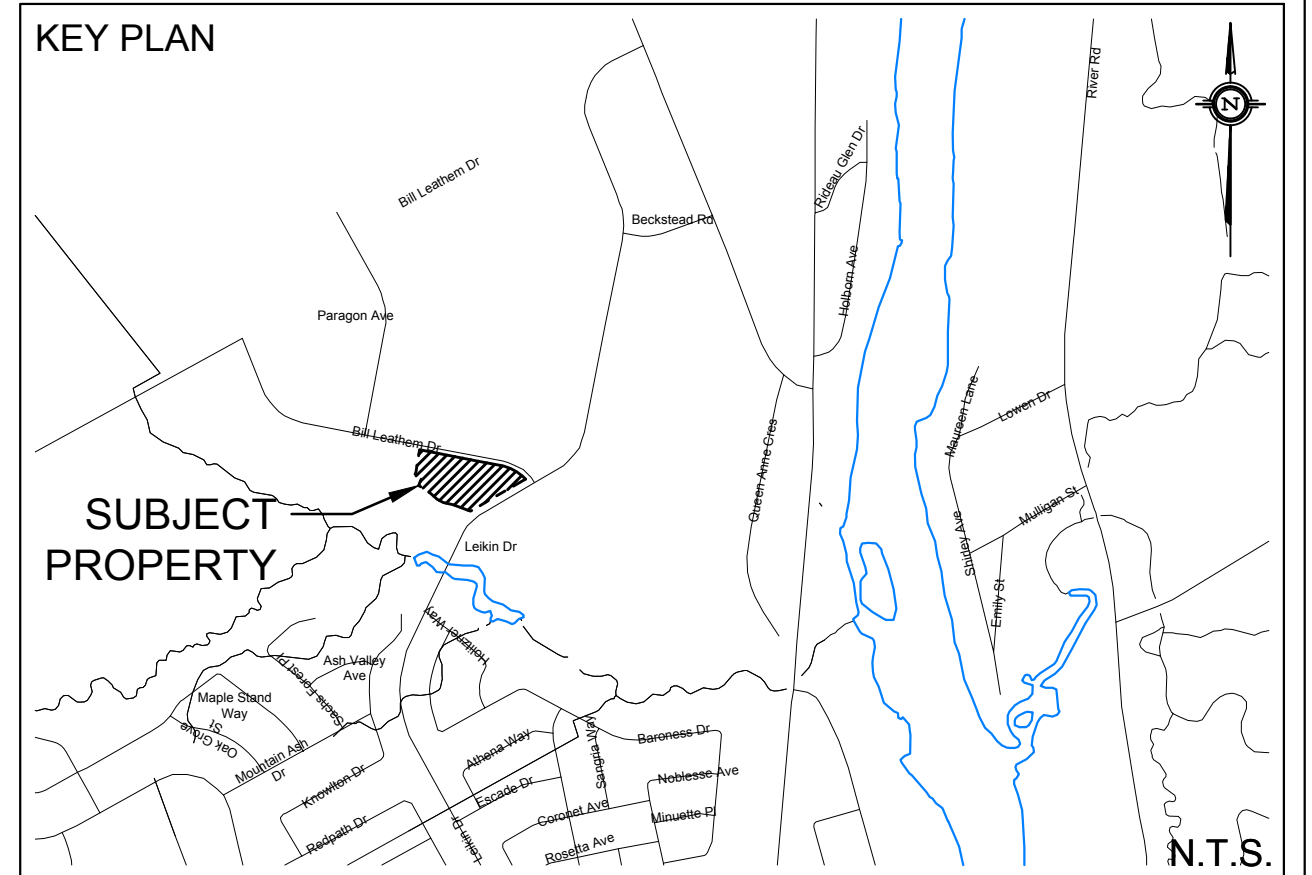 KEY PLAN
River Rd
N
Bill Leathem Dr
Rideau Glen Dr
Beckstead Rd
Holborn Ave
Paragon Ave
Maureen Lane
Lowen Dr
Bill Leathem Dr
Queen Anne Cres
SUBJECT
PROPERTY
Mulligan St
Shirley Ave
Leikin Dr
Emily St
Helitznel Way
Ash Valley
Ave
Sachs Forest Pl
Maple Stand
Way
Oak Grove
St
Mountain Ash
Dr
Athena Way
Sangria Way
Baroness Dr
Knowlton Dr
Escade Dr
Noblesse Ave
Coronet Ave
Minuette Pl
Redpath Dr
Leikin Dr
Rosetta Ave
N.T.S.